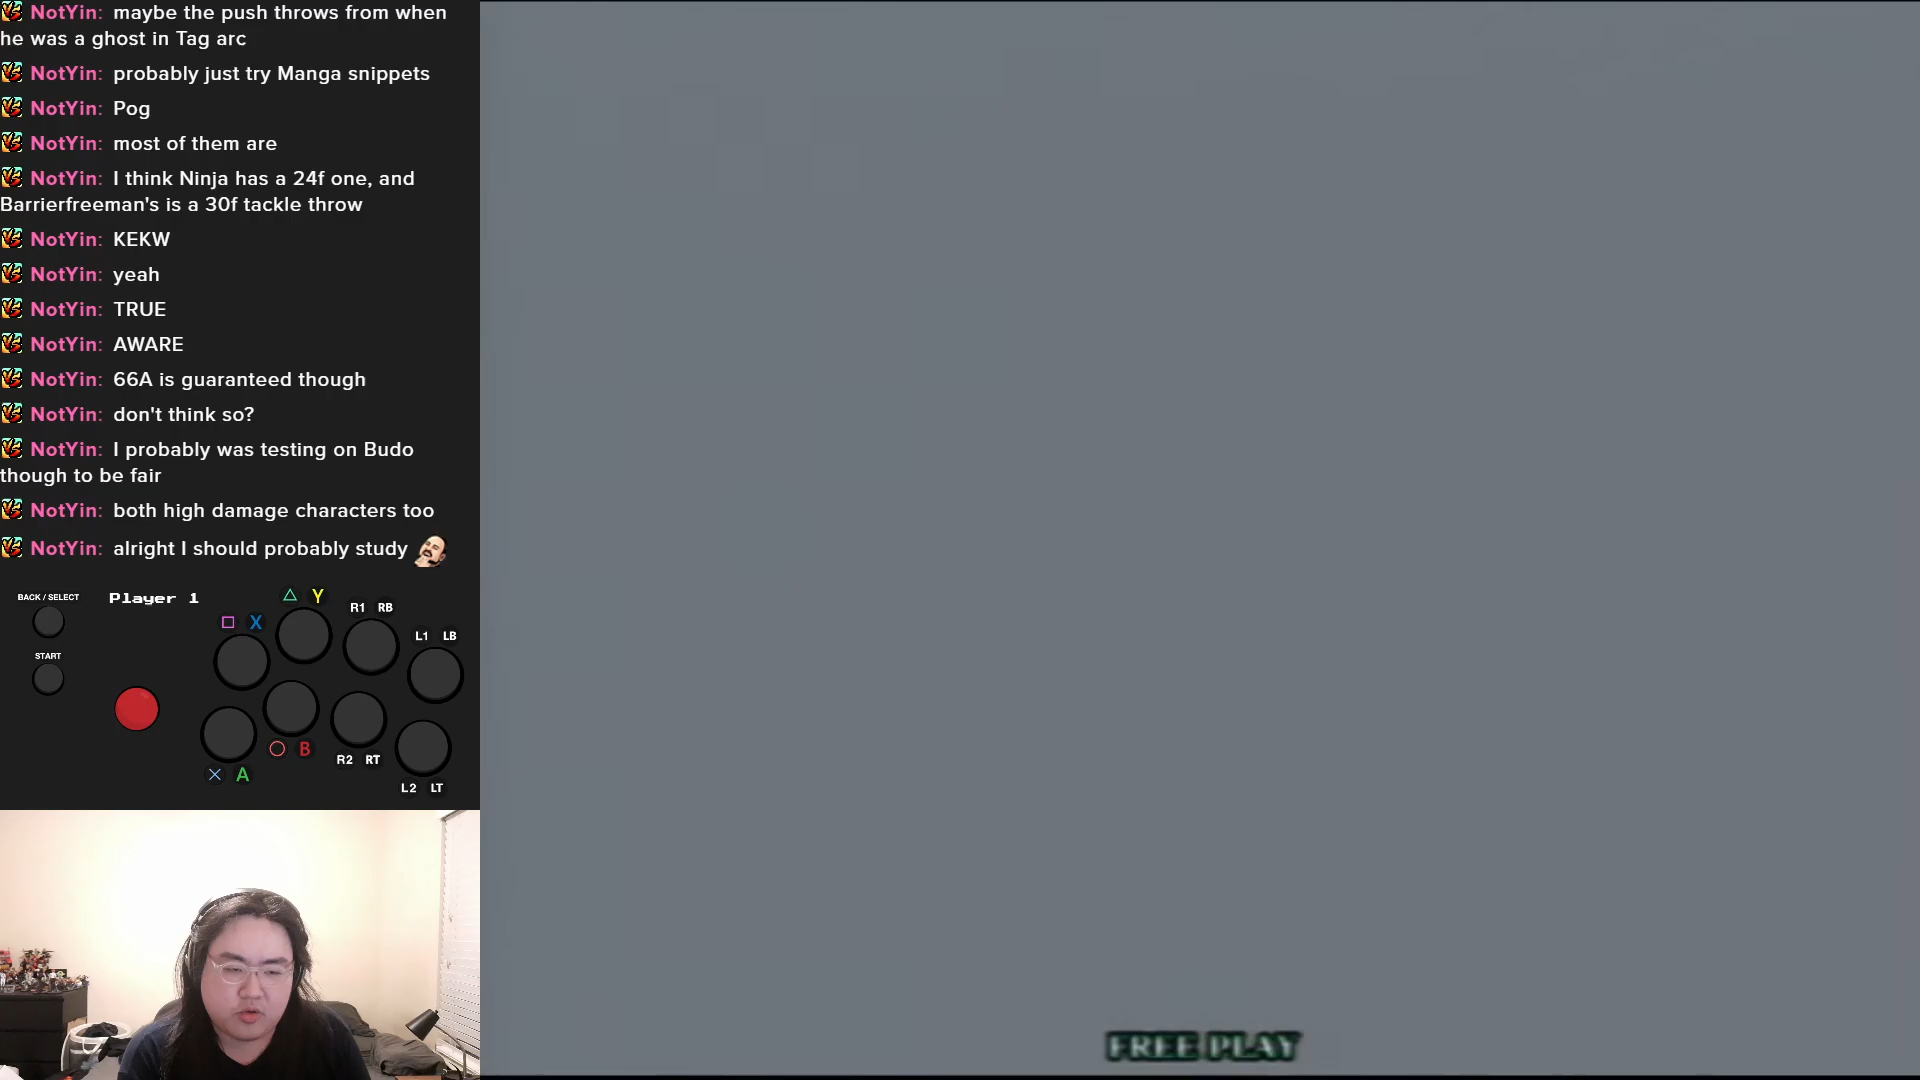 NotYin: maybe the push throws from when
he was a ghost in Tag arc
NotYin: probably just try Manga snippets
NotYin: Pog
NotYin: most of them are
NotYin: I think Ninja has a 24f one, and
Barrierfreeman's is a 30f tackle throw
NotYin: KEKW
NotYin: yeah
NotYin: TRUE
NotYin: AWARE
NotYin: 66A is guaranteed though
NotYin: don't think so?
NotYin: I probably was testing on Budo
though to be fair
NotYin: both high damage characters too
NotYin: alright I should probably study
BACK / SELECT
Player 1
Y
R1 RB
X
L1 LB
START
B
R2 RT
A
L2 LT
FREE PLAY